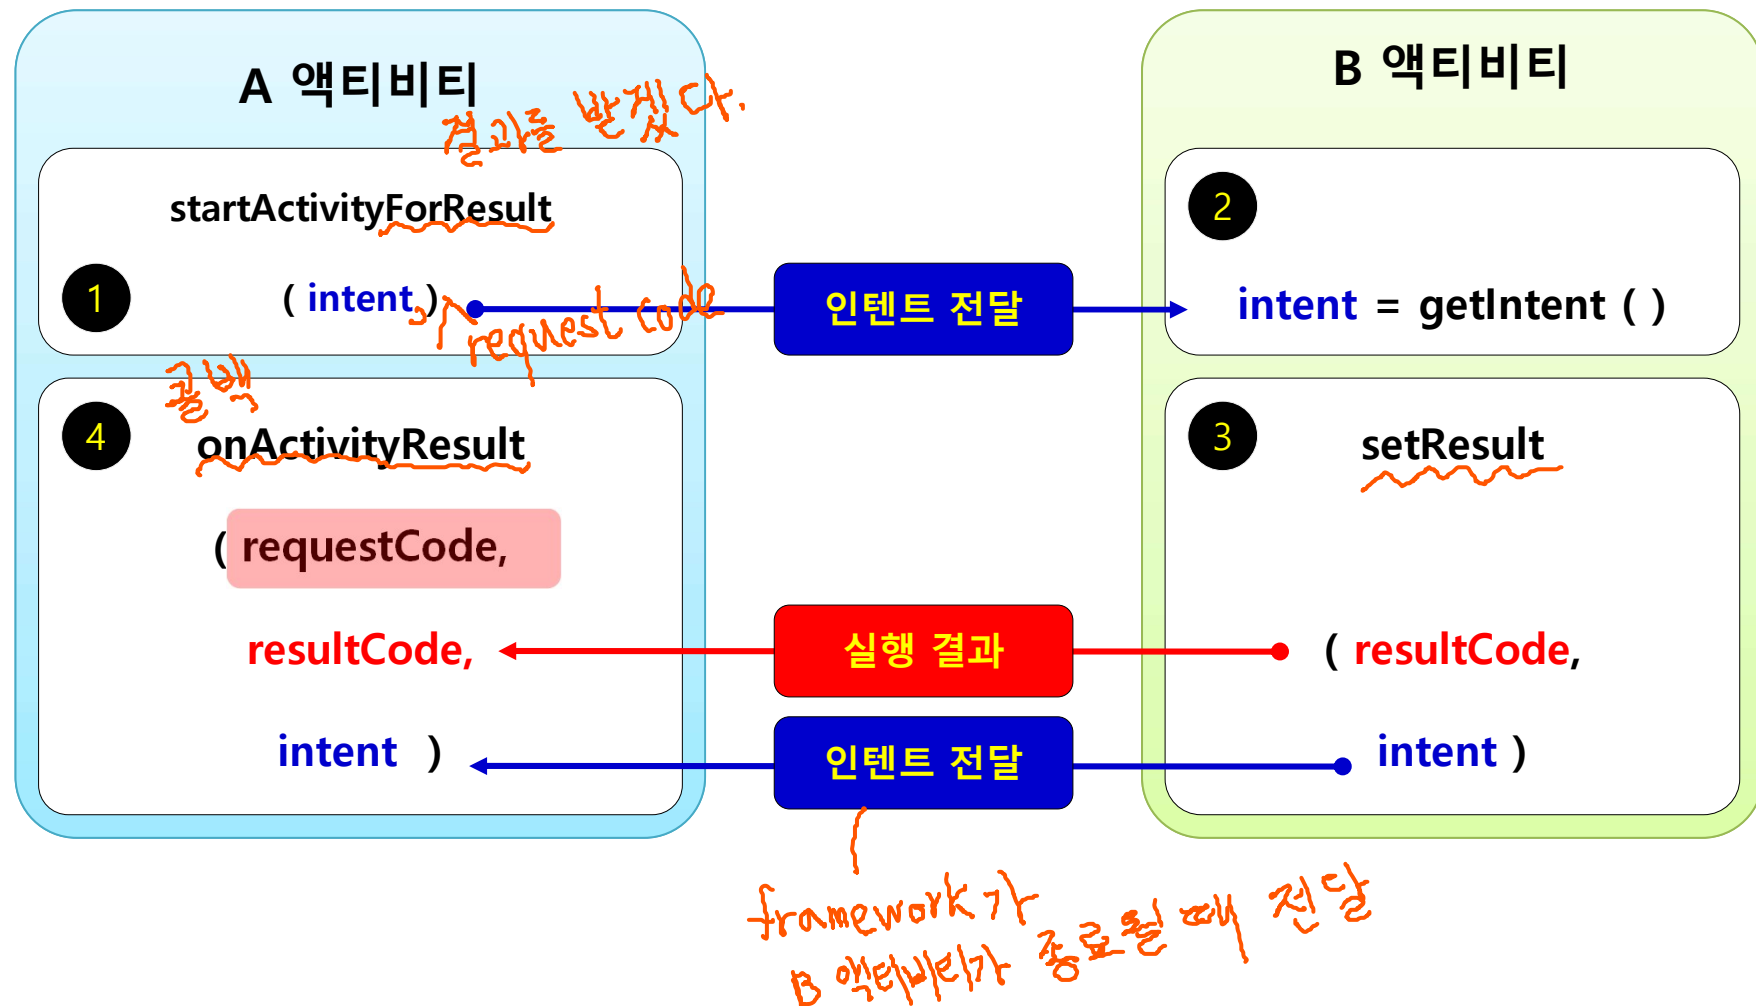 A 액티비티
결과를 받겠다.
startActivityForResult
1
( intent, )
request code
인텐트 전달
B 액티비티
2
intent = getIntent ( )
콜백
4
onActivityResult
( requestCode,
resultCode,
intent )
실행 결과
인텐트 전달
3
setResult
( resultCode,
intent )
framework가
B 액티비티가 종료될 때 전달